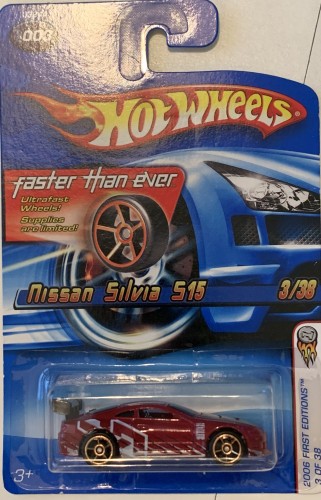 003
HOT WHEELS®
faster than ever
Ultrafast
Wheels!
Supplies
are limited!
Nissan Silvia S15
3/38
2006 FIRST EDITIONS™
3 OF 38
3+